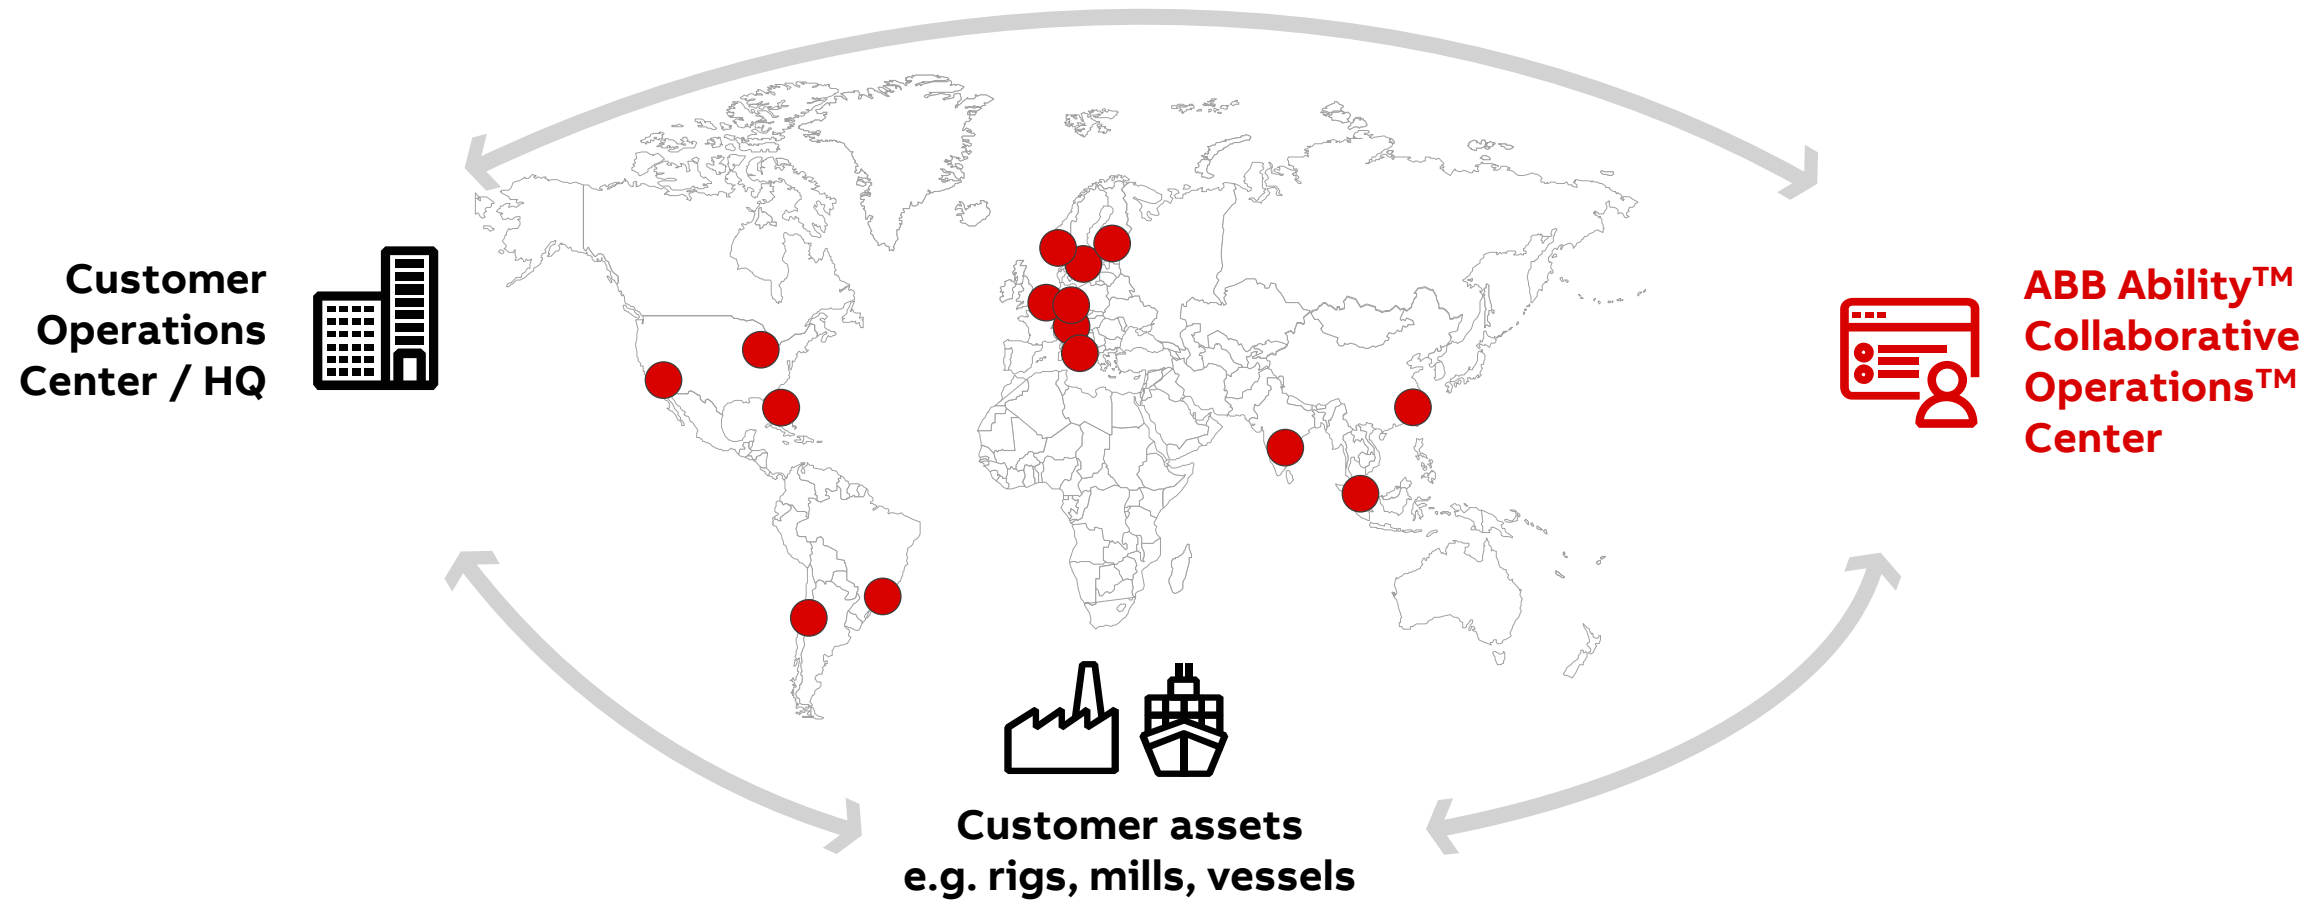 Customer
Operations
Center / HQ
ABB Ability™
Collaborative
Operations™
Center
Customer assets
e.g. rigs, mills, vessels